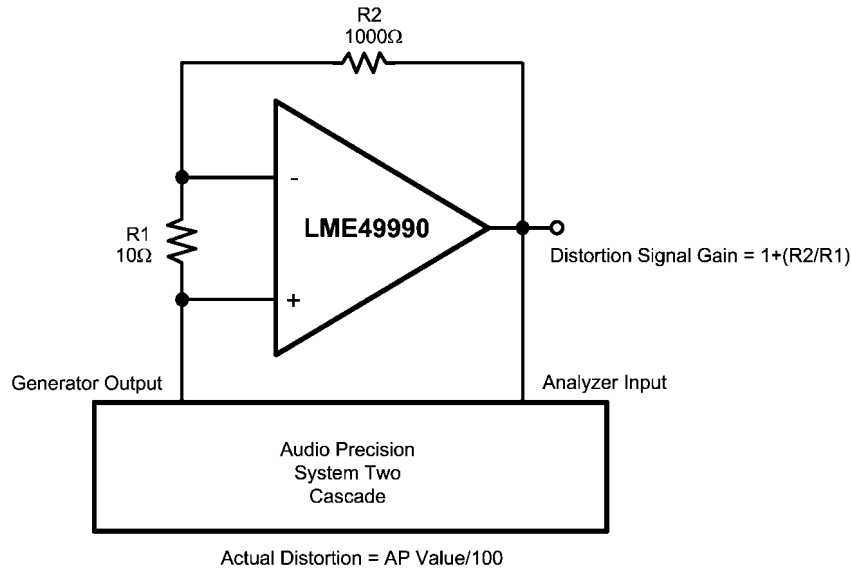 R2
1000Ω
-
LME49990
R1
10Ω
+
Distortion Signal Gain = 1+(R2/R1)
Generator Output
Analyzer Input
Audio Precision
System Two
Cascade
Actual Distortion = AP Value/100